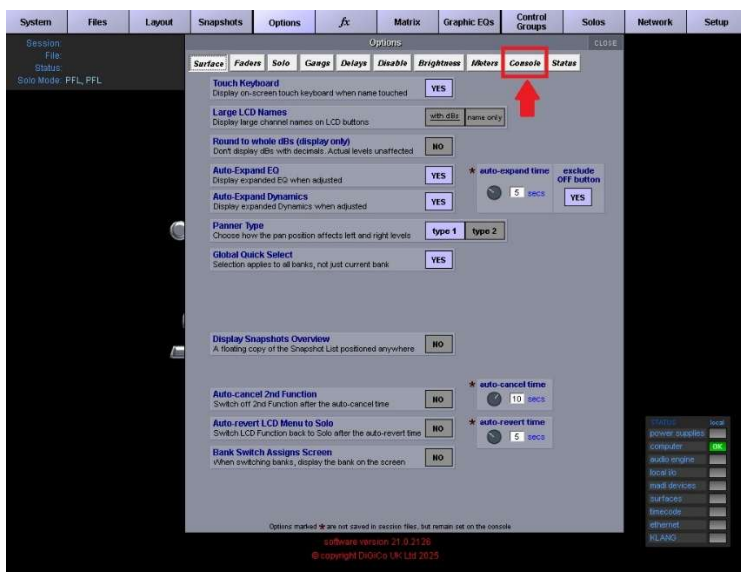 System Files Layout Snapshots Options fx Matrix Graphic EQs Control Groups Solos Network Setup
Session:
File:
Status:
Solo Mode: PFL, PFL
Options CLOSE
Surface Faders Solo Gangs Delays Disable Brightness Meters Console Status
Touch Keyboard
Display on-screen touch keyboard when name touched YES
Large LCD Names
Display large channel names on LCD buttons with dBs name only
Round to whole dBs (display only)
Don't display dBs with decimals. Actual levels unaffected NO
Auto-Expand EQ
Display expanded EQ when adjusted YES
* auto-expand time exclude OFF button
5 secs YES
Auto-Expand Dynamics
Display expanded Dynamics when adjusted YES
Panner Type
Choose how the pan position affects left and right levels type 1 type 2
Global Quick Select
Selection applies to all banks, not just current bank YES
Display Snapshots Overview
A floating copy of the Snapshot List positioned anywhere NO
Auto-cancel 2nd Function
Switch off 2nd Function after the auto-cancel time NO
* auto-cancel time
10 secs
Auto-revert LCD Menu to Solo
Switch LCD Function back to Solo after the auto-revert time NO
* auto-revert time
5 secs
Bank Switch Assigns Screen
When switching banks, display the bank on the screen NO
Options marked * are not saved in session files, but remain set on the console
software version 21.0.2126
© copyright DiGiCo UK Ltd 2025
STATUS local
power supplies
computer OK
audio engine
local i/o
madi devices
surfaces
timecode
ethernet
KLANG